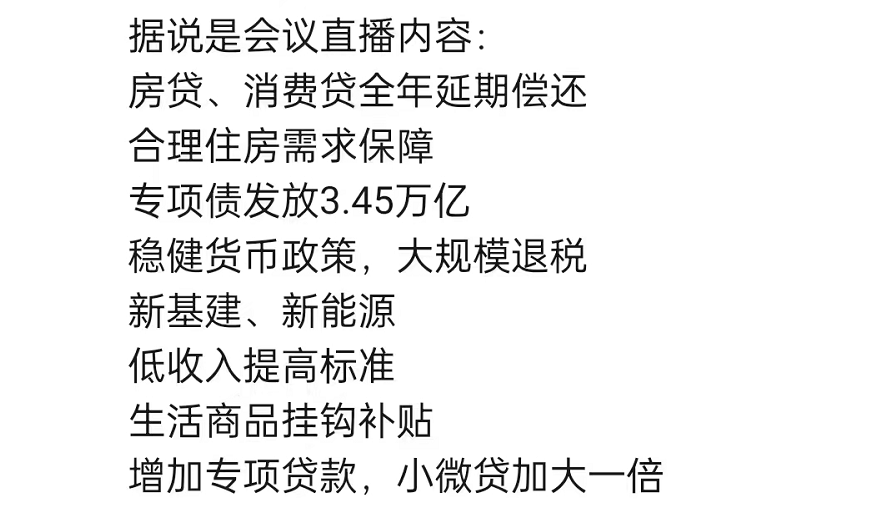 据说是会议直播内容：
房贷、消费贷全年延期偿还
合理住房需求保障
专项债发放3.45万亿
稳健货币政策，大规模退税
新基建、新能源
低收入提高标准
生活商品挂钩补贴
增加专项贷款，小微贷加大一倍